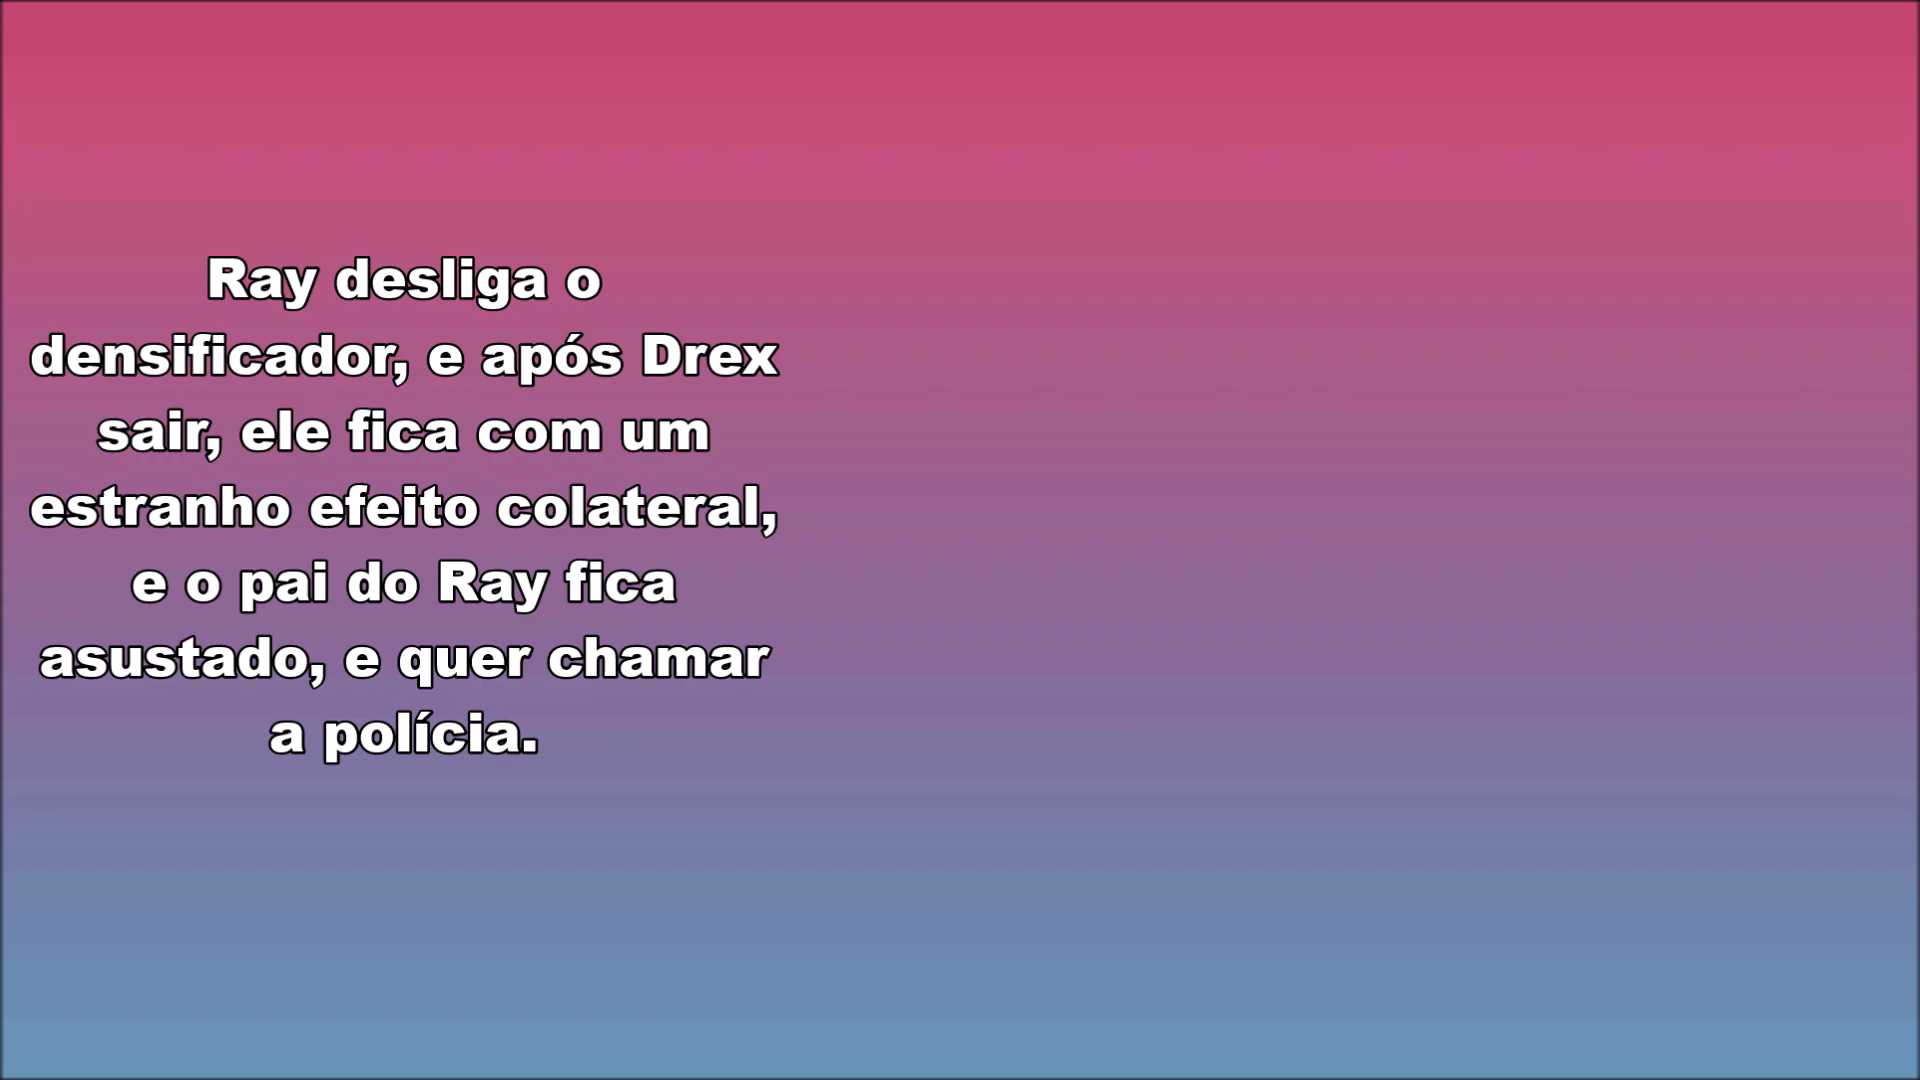 Ray desliga o
densificador, e após Drex
sair, ele fica com um
estranho efeito colateral,
e o pai do Ray fica
asustado, e quer chamar
a polícia.